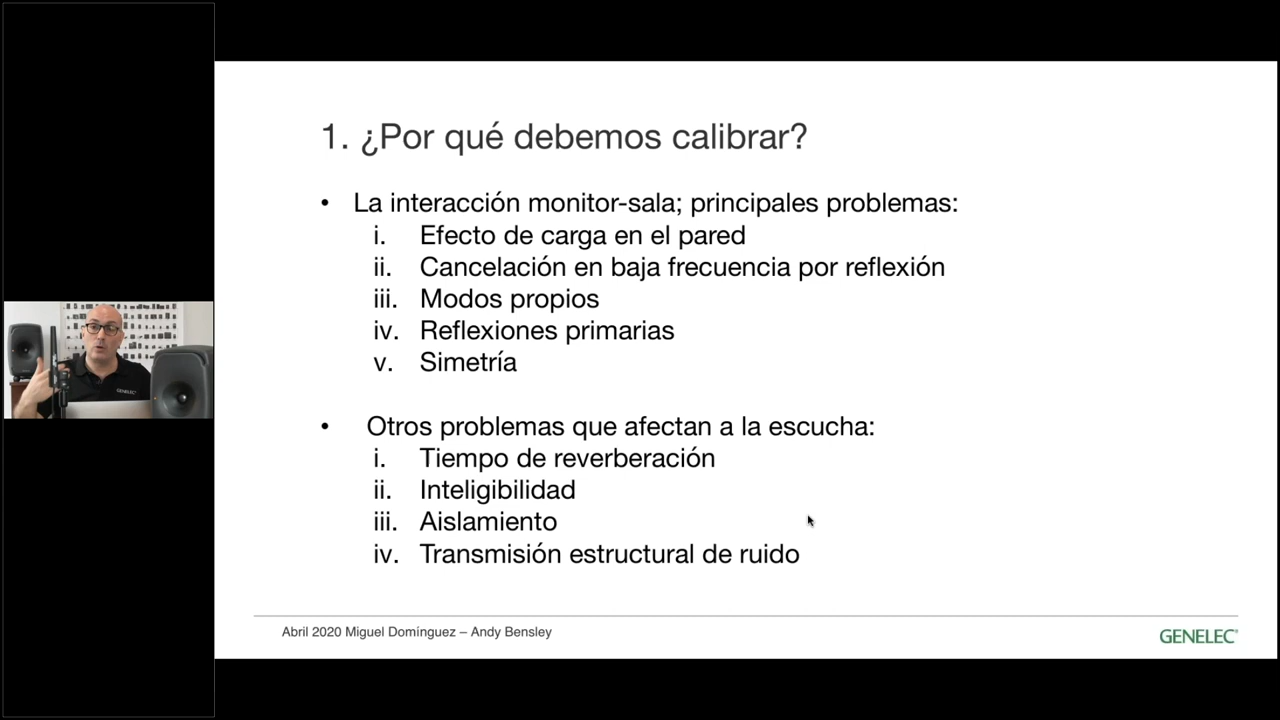 1. ¿Por qué debemos calibrar?
• La interacción monitor-sala; principales problemas:
i. Efecto de carga en el pared
ii. Cancelación en baja frecuencia por reflexión
iii. Modos propios
iv. Reflexiones primarias
v. Simetría
• Otros problemas que afectan a la escucha:
i. Tiempo de reverberación
ii. Inteligibilidad
iii. Aislamiento
iv. Transmisión estructural de ruido
Abril 2020 Miguel Domínguez – Andy Bensley
GENELEC®
GENELEC